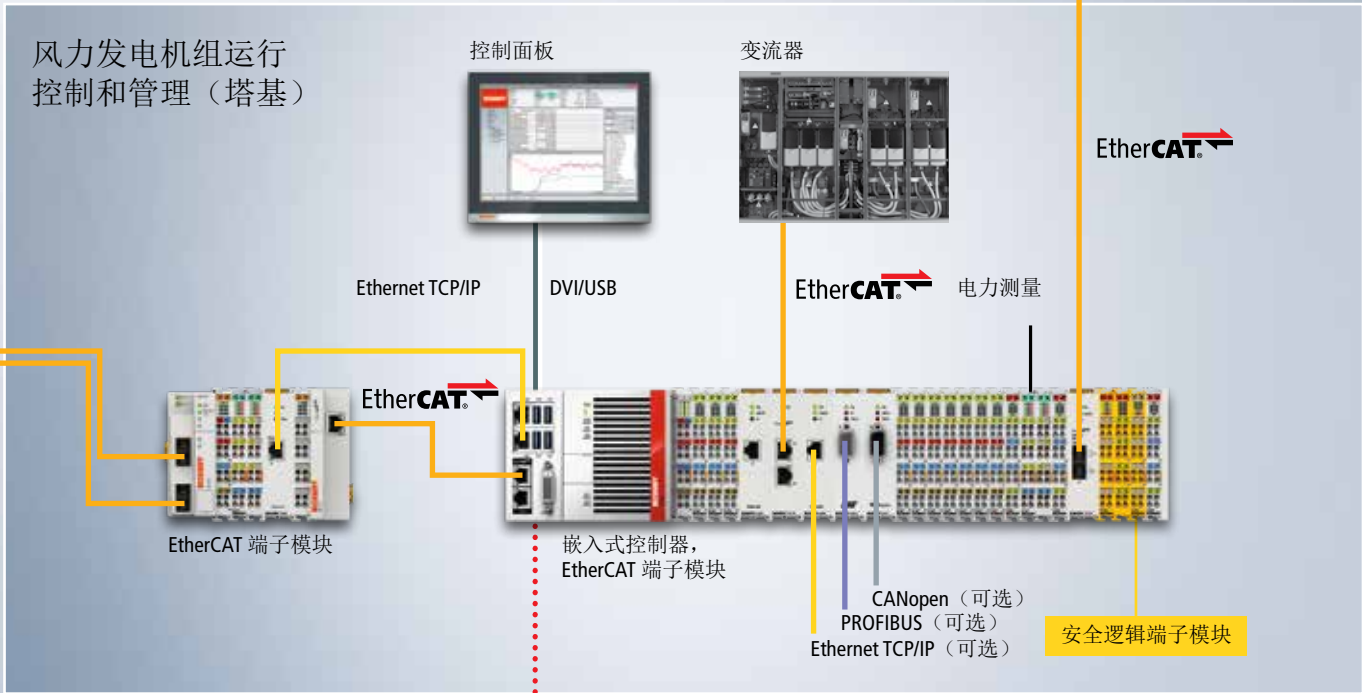 风力发电机组运行
控制和管理（塔基）
控制面板
变流器
EtherCAT®
Ethernet TCP/IP
DVI/USB
EtherCAT®
电力测量
EtherCAT®
EtherCAT 端子模块
嵌入式控制器，
EtherCAT 端子模块
CANopen（可选）
PROFIBUS（可选）
Ethernet TCP/IP（可选）
安全逻辑端子模块